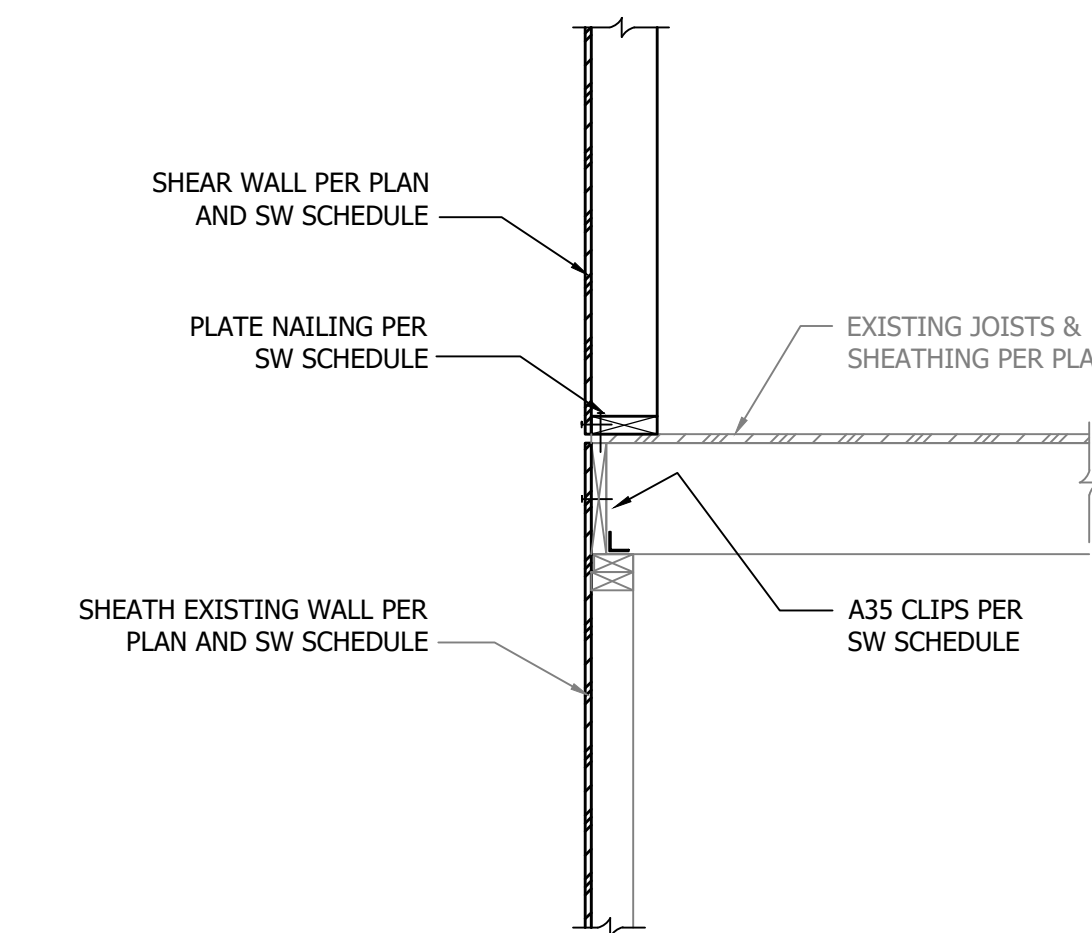 SHEAR WALL PER PLAN
AND SW SCHEDULE
PLATE NAILING PER
SW SCHEDULE
EXISTING JOISTS &
SHEATHING PER
SHEATH EXISTING WALL PER
PLAN AND SW SCHEDULE
A35 CLIPS PER
SW SCHEDULE